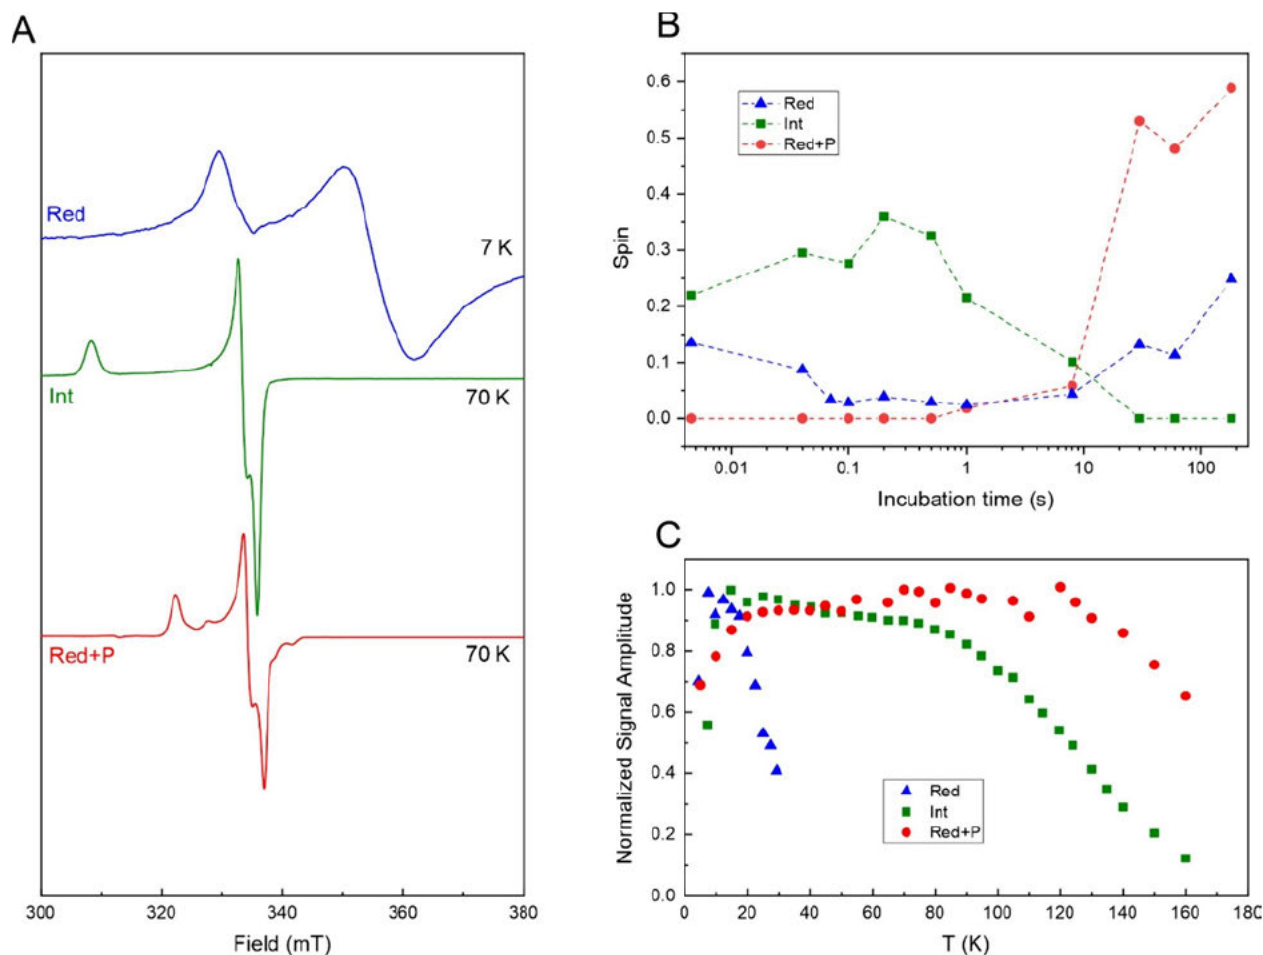 A
Red
7 K
Int
70 K
Red+P
70 K
300
320
340
360
380
Field (mT)
B
0.6
0.5
0.4
0.3
0.2
0.1
0.0
Spin
Red
Int
Red+P
0.01
0.1
1
10
100
Incubation time (s)
C
1.0
0.8
0.6
0.4
0.2
0.0
Normalized Signal Amplitude
Red
Int
Red+P
0
20
40
60
80
100
120
140
160
180
T (K)